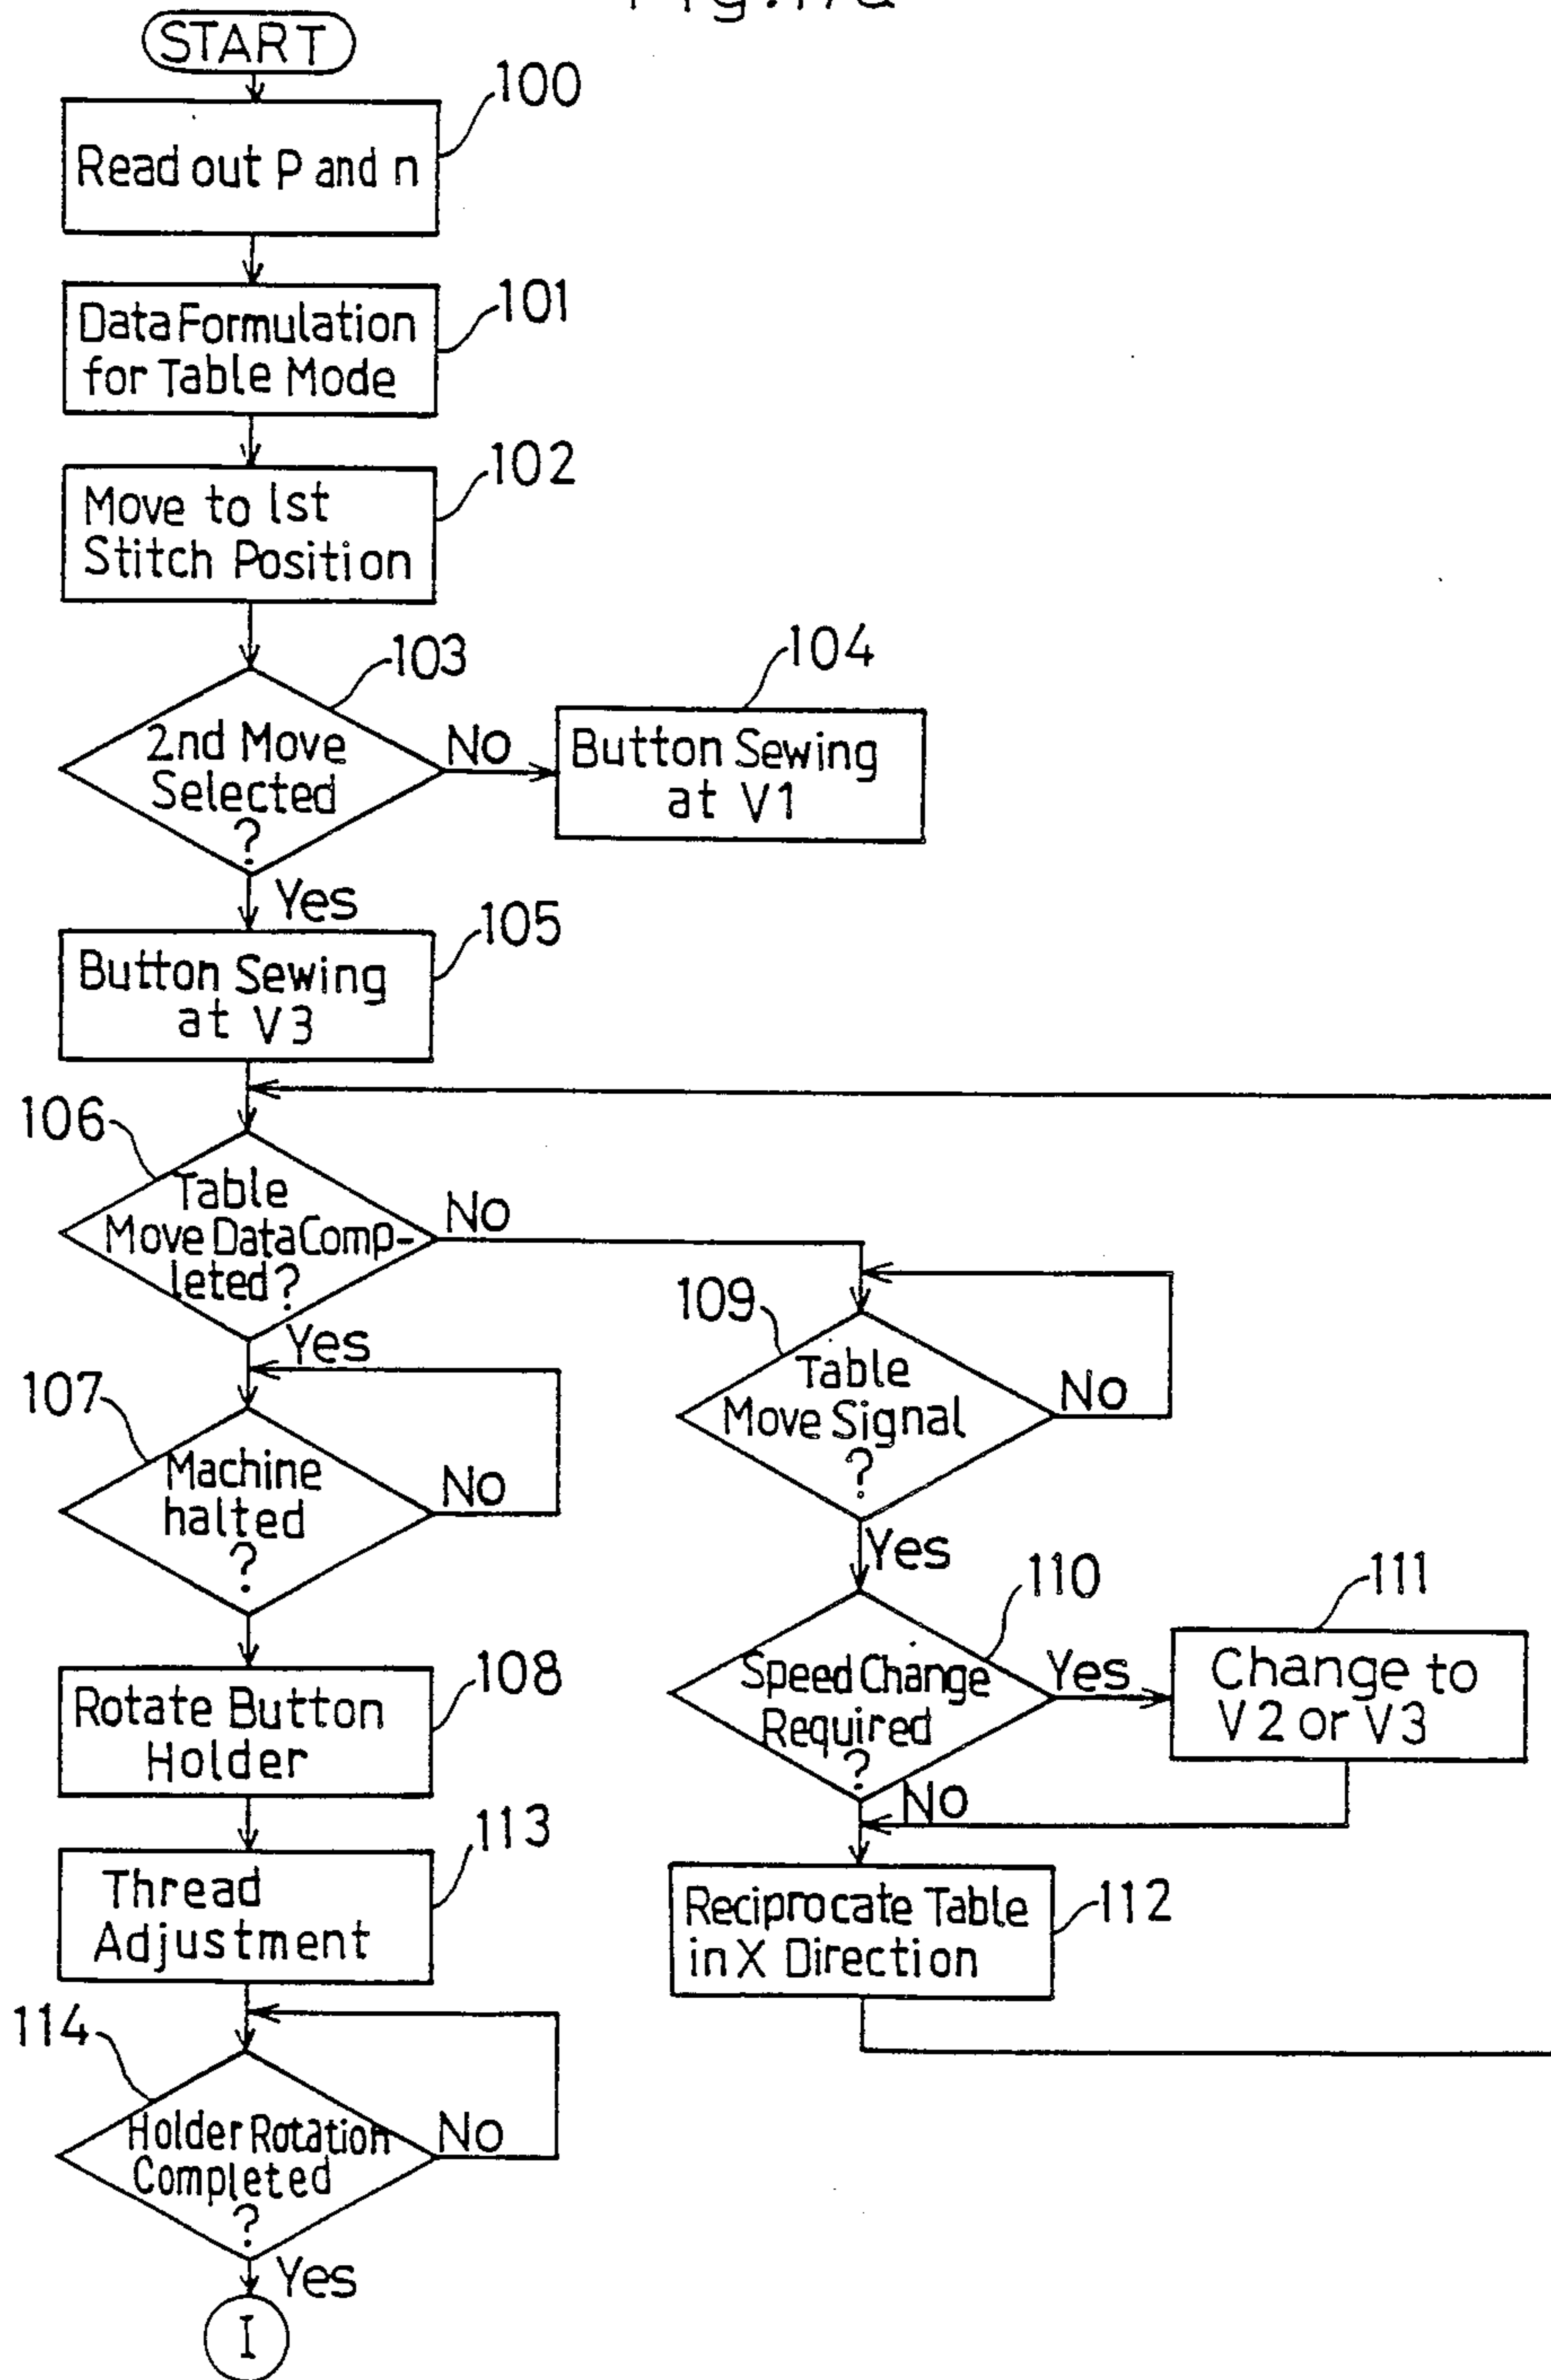 Fig.17a
START
100
Read out P and n
101
Data Formulation
for Table Mode
102
Move to 1st
Stitch Position
103
2nd Move
Selected
?
No
104
Button Sewing
at V1
Yes
105
Button Sewing
at V3
106
Table
Move Data Comp-
leted?
No
Yes
107
Machine
halted
?
No
108
Rotate Button
Holder
113
Thread
Adjustment
114
Holder Rotation
Completed
?
No
Yes
I
109
Table
Move Signal
?
No
Yes
110
Speed Change
Required
?
Yes
111
Change to
V2 or V3
No
112
Reciprocate Table
in X Direction